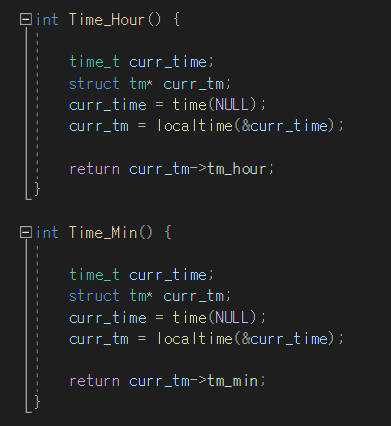 int Time_Hour() {
time_t curr_time;
struct tm* curr_tm;
curr_time = time(NULL);
curr_tm = localtime(&curr_time);
return curr_tm->tm_hour;
}
int Time_Min() {
time_t curr_time;
struct tm* curr_tm;
curr_time = time(NULL);
curr_tm = localtime(&curr_time);
return curr_tm->tm_min;
}